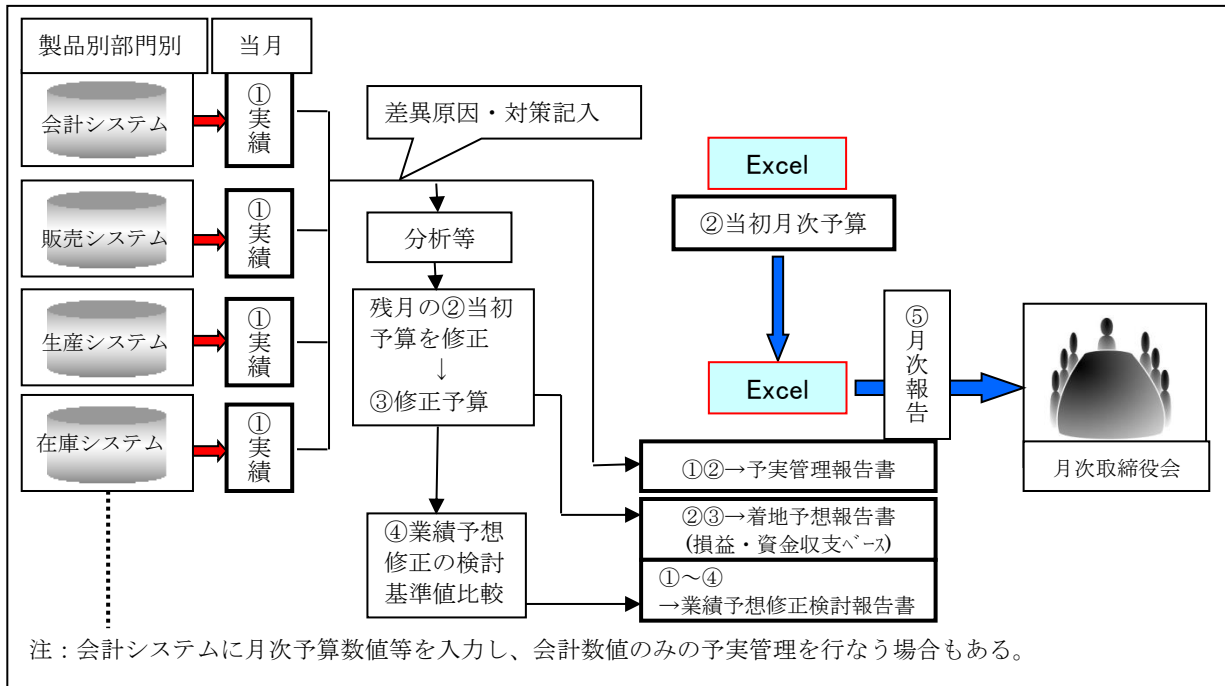 製品別部門別
当月
会計システム
①実績
販売システム
①実績
生産システム
①実績
在庫システム
①実績
差異原因・対策記入
分析等
残月の②当初
予算を修正
↓
③修正予算
④業績予想
修正の検討
基準値比較
Excel
②当初月次予算
Excel
⑤月次報告
月次取締役会
①②→予実管理報告書
②③→着地予想報告書
(損益・資金収支ﾍﾞｰｽ)
①～④
→業績予想修正検討報告書
注：会計システムに月次予算数値等を入力し、会計数値のみの予実管理を行なう場合もある。